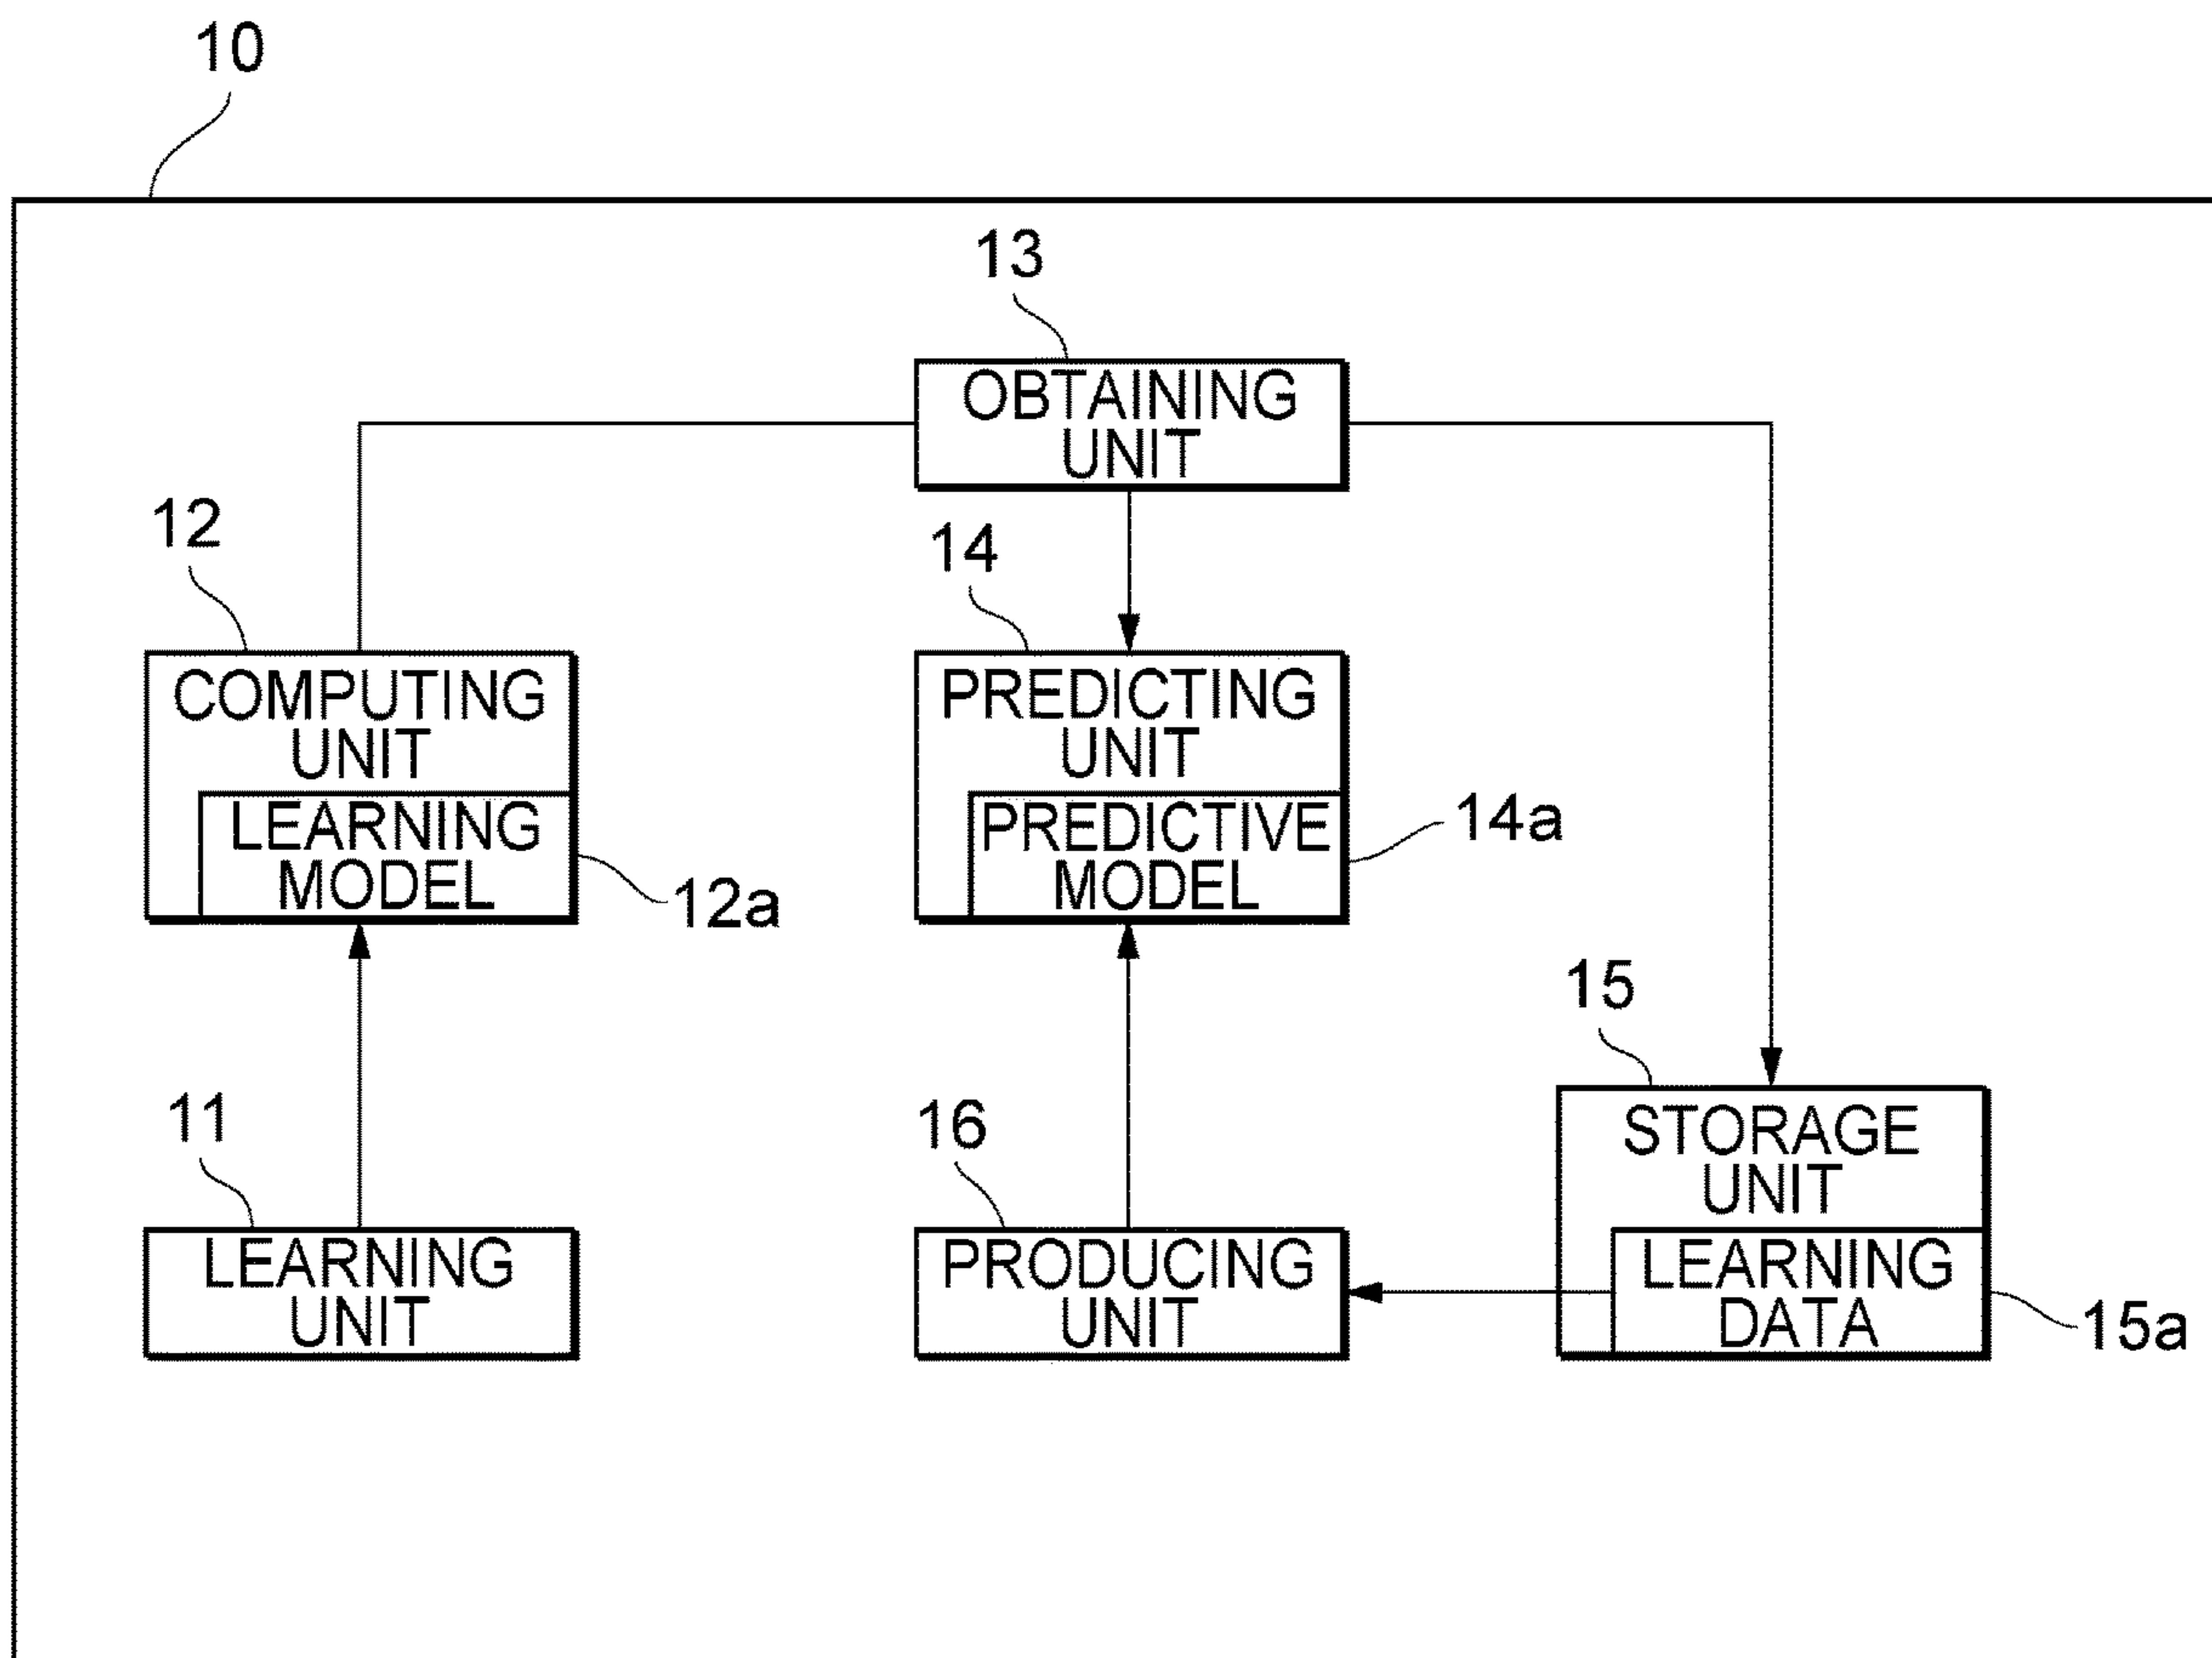 10
13
OBTAINING
UNIT
12
COMPUTING
UNIT
LEARNING
MODEL
12a
14
PREDICTING
UNIT
PREDICTIVE
MODEL
14a
11
LEARNING
UNIT
16
PRODUCING
UNIT
15
STORAGE
UNIT
LEARNING
DATA
15a